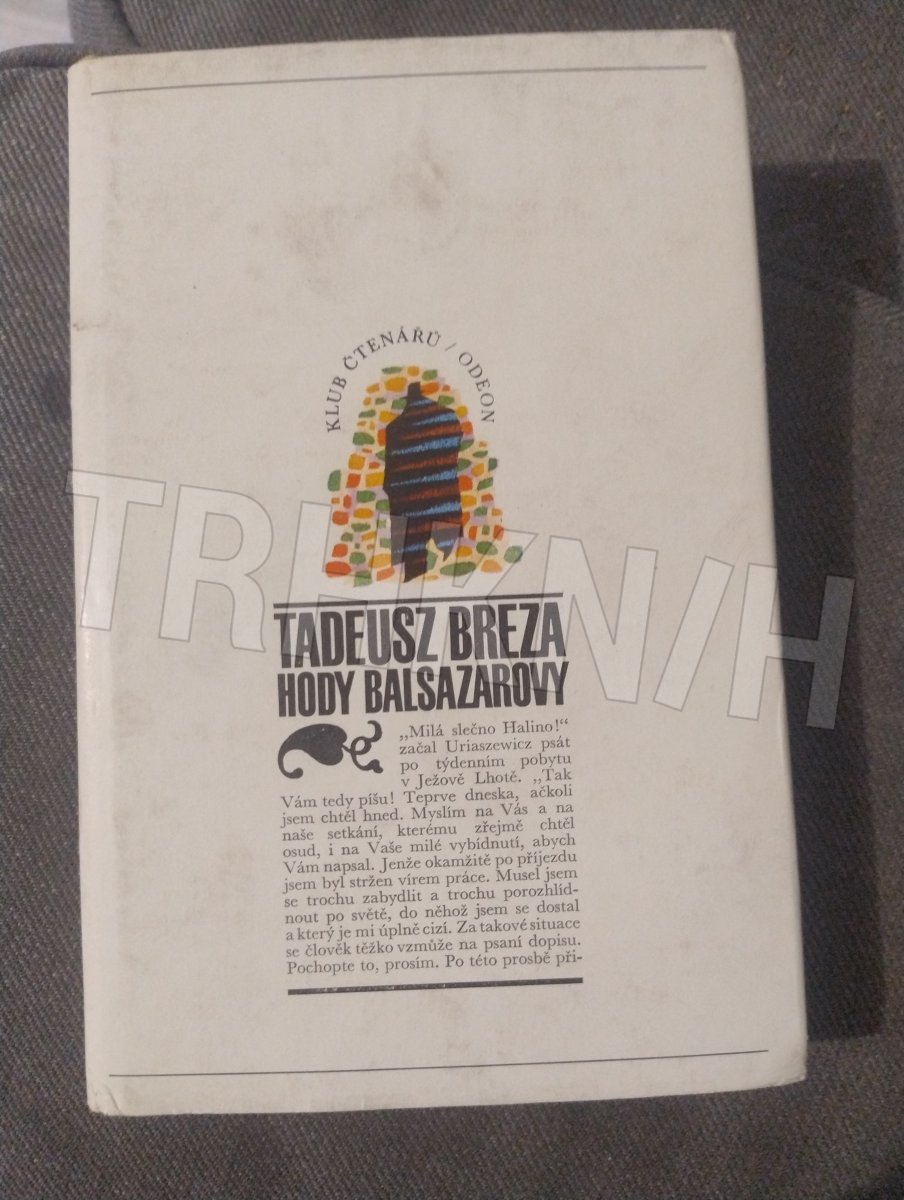 KLUB ČTENÁŘŮ / ODEON
TADEUSZ BREZA
HODY BALSAZAROVY
„Milá slečno Halino!“
začal Uriaszewicz psát
po týdenním pobytu
v Ježově Lhotě. „Tak
Vám tedy píšu! Teprve dneska, ačkoli
jsem chtěl hned. Myslím na Vás a na
naše setkání, kterému zřejmě chtěl
osud, i na Vaše milé vybídnutí, abych
Vám napsal. Jenže okamžitě po příjezdu
jsem byl stržen vírem práce. Musel jsem
se trochu zabydlit a trochu porozhlíd-
nout po světě, do něhož jsem se dostal
a který je mi úplně cizí. Za takové situace
se člověk těžko vzmůže na psaní dopisu.
Pochopte to, prosím. Po této prosbě při-
TRHKNIH